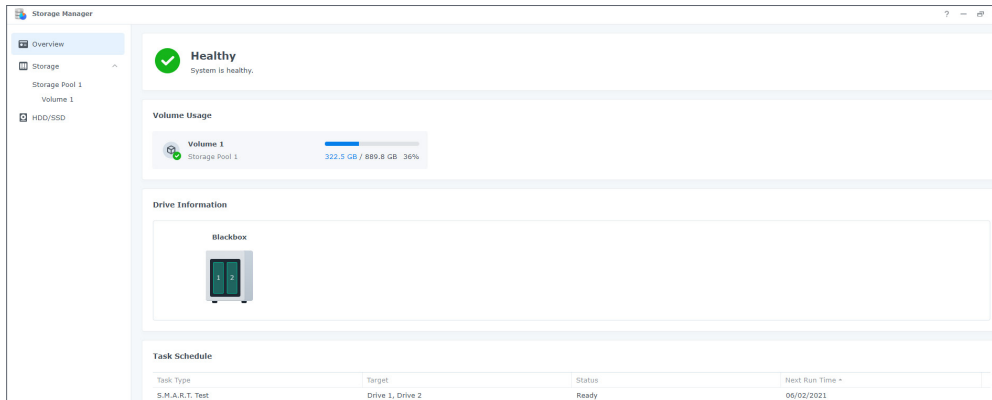 Storage Manager
?
Overview
Storage
Storage Pool 1
Volume 1
HDD/SSD
Healthy
System is healthy.
Volume Usage
Volume 1
Storage Pool 1
322.5 GB / 889.8 GB 36%
Drive Information
Blackbox
1 2
Task Schedule
Task Type Target Status Next Run Time
S.M.A.R.T. Test Drive 1, Drive 2 Ready 06/02/2021